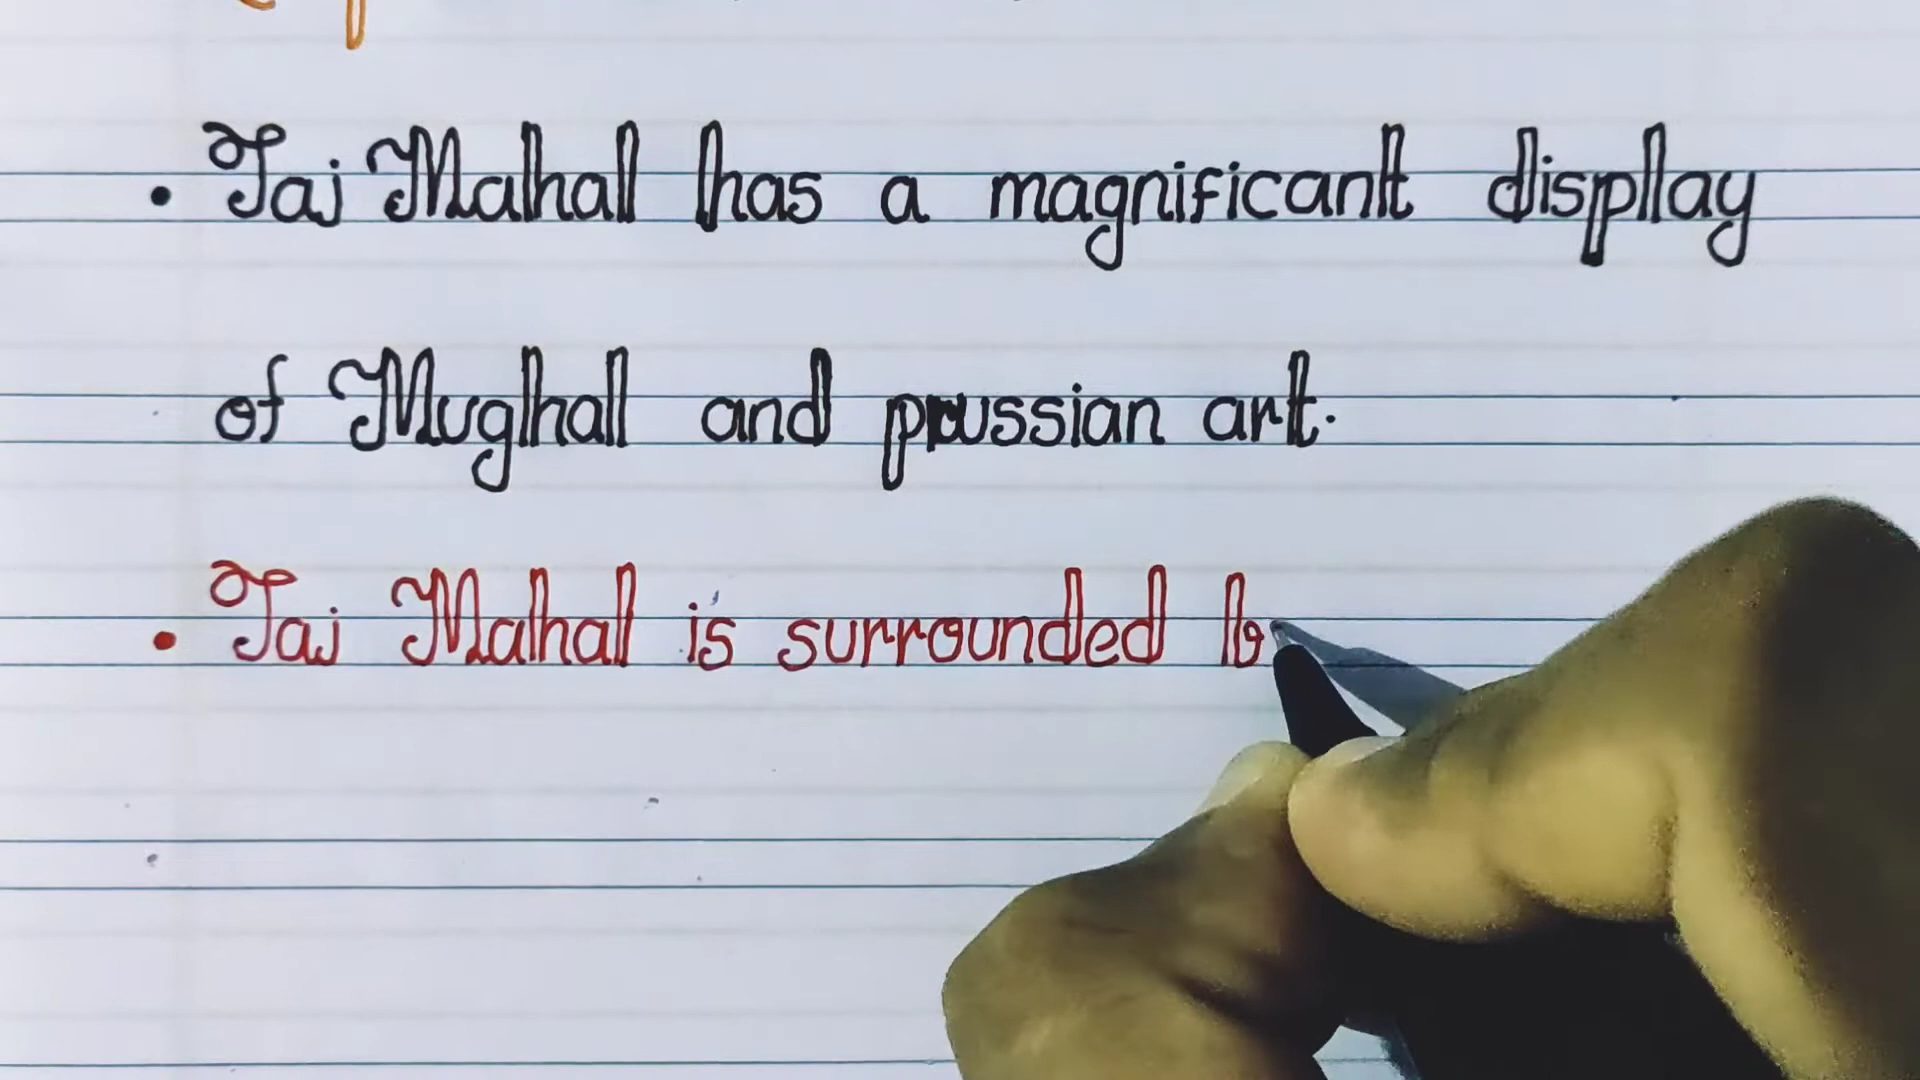 • Taj Mahal has a magnificant display
of Mughal and prussian art.
• Taj Mahal is surrounded b